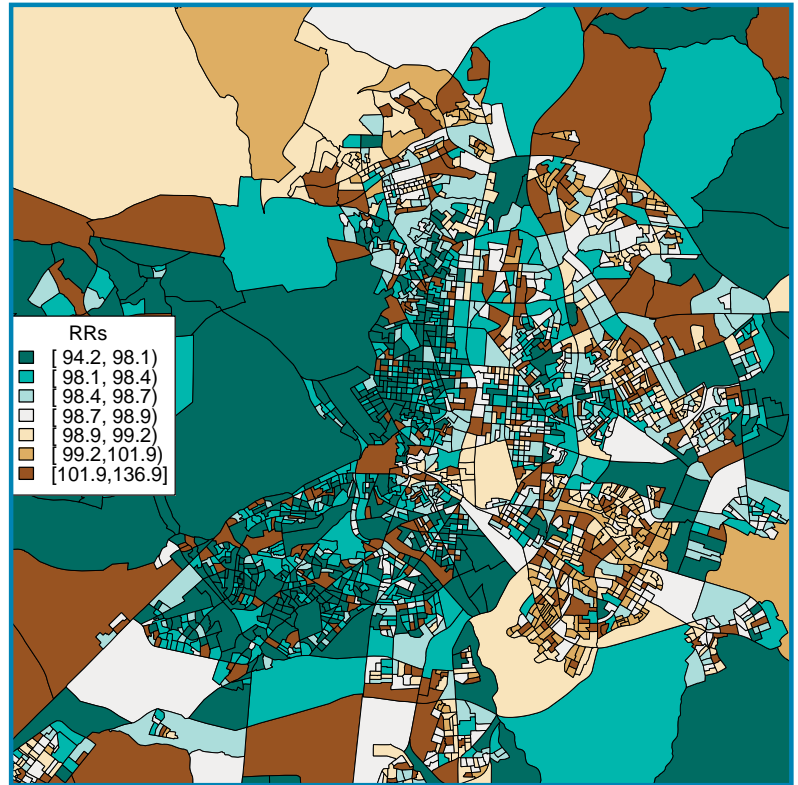 RRs
[ 94.2, 98.1)
[ 98.1, 98.4)
[ 98.4, 98.7)
[ 98.7, 98.9)
[ 98.9, 99.2)
[ 99.2,101.9)
[101.9,136.9]